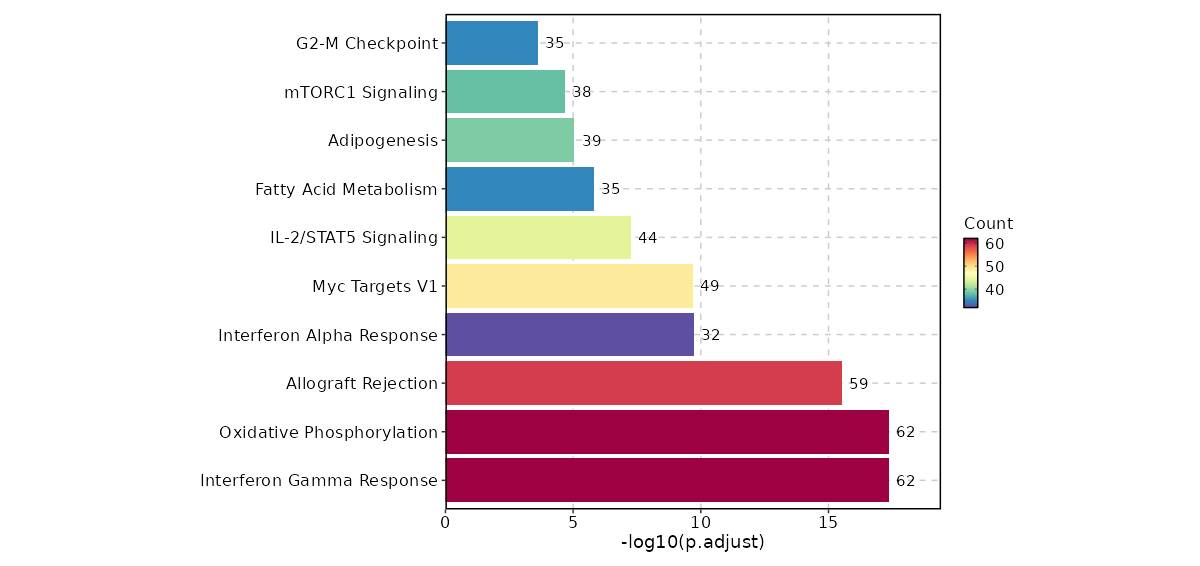 G2-M Checkpoint 35
mTORC1 Signaling 38
Adipogenesis 39
Fatty Acid Metabolism 35
IL-2/STAT5 Signaling 44
Myc Targets V1 49
Interferon Alpha Response 32
Allograft Rejection 59
Oxidative Phosphorylation 62
Interferon Gamma Response 62
0 5 10 15
-log10(p.adjust)
Count
60
50
40